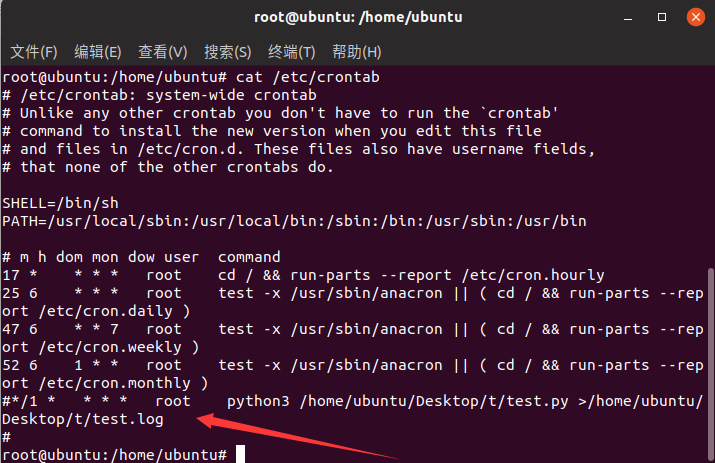 root@ubuntu: /home/ubuntu
文件(F) 编辑(E) 查看(V) 搜索(S) 终端(T) 帮助(H)
root@ubuntu:/home/ubuntu# cat /etc/crontab
# /etc/crontab: system-wide crontab
# Unlike any other crontab you don't have to run the `crontab'
# command to install the new version when you edit this file
# and files in /etc/cron.d. These files also have username fields,
# that none of the other crontabs do.

SHELL=/bin/sh
PATH=/usr/local/sbin:/usr/local/bin:/sbin:/bin:/usr/sbin:/usr/bin

# m h dom mon dow user  command
17 *    * * *   root    cd / && run-parts --report /etc/cron.hourly
25 6    * * *   root    test -x /usr/sbin/anacron || ( cd / && run-parts --rep
ort /etc/cron.daily )
47 6    * * 7   root    test -x /usr/sbin/anacron || ( cd / && run-parts --rep
ort /etc/cron.weekly )
52 6    1 * *   root    test -x /usr/sbin/anacron || ( cd / && run-parts --rep
ort /etc/cron.monthly )
#*/1 *   * * *   root    python3 /home/ubuntu/Desktop/t/test.py >/home/ubuntu/
Desktop/t/test.log
#
root@ubuntu:/home/ubuntu#